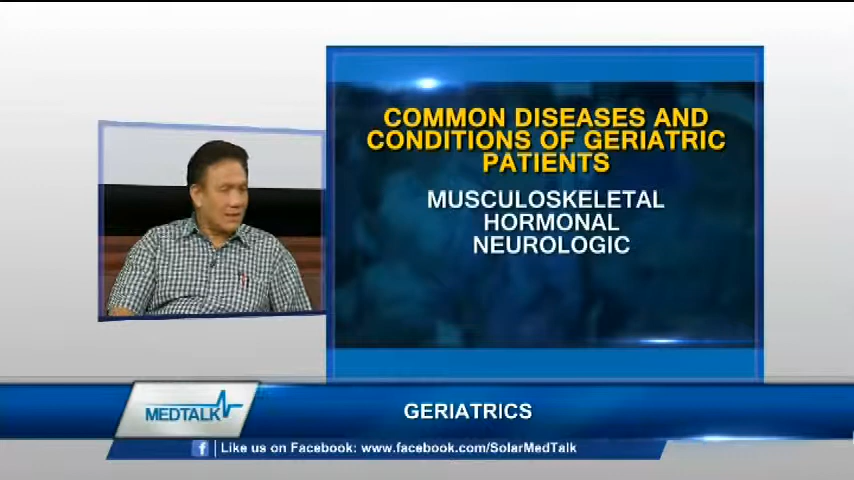 COMMON DISEASES AND
CONDITIONS OF GERIATRIC
PATIENTS
MUSCULOSKELETAL
HORMONAL
NEUROLOGIC
MEDTALK
GERIATRICS
f Like us on Facebook: www.facebook.com/SolarMedTalk